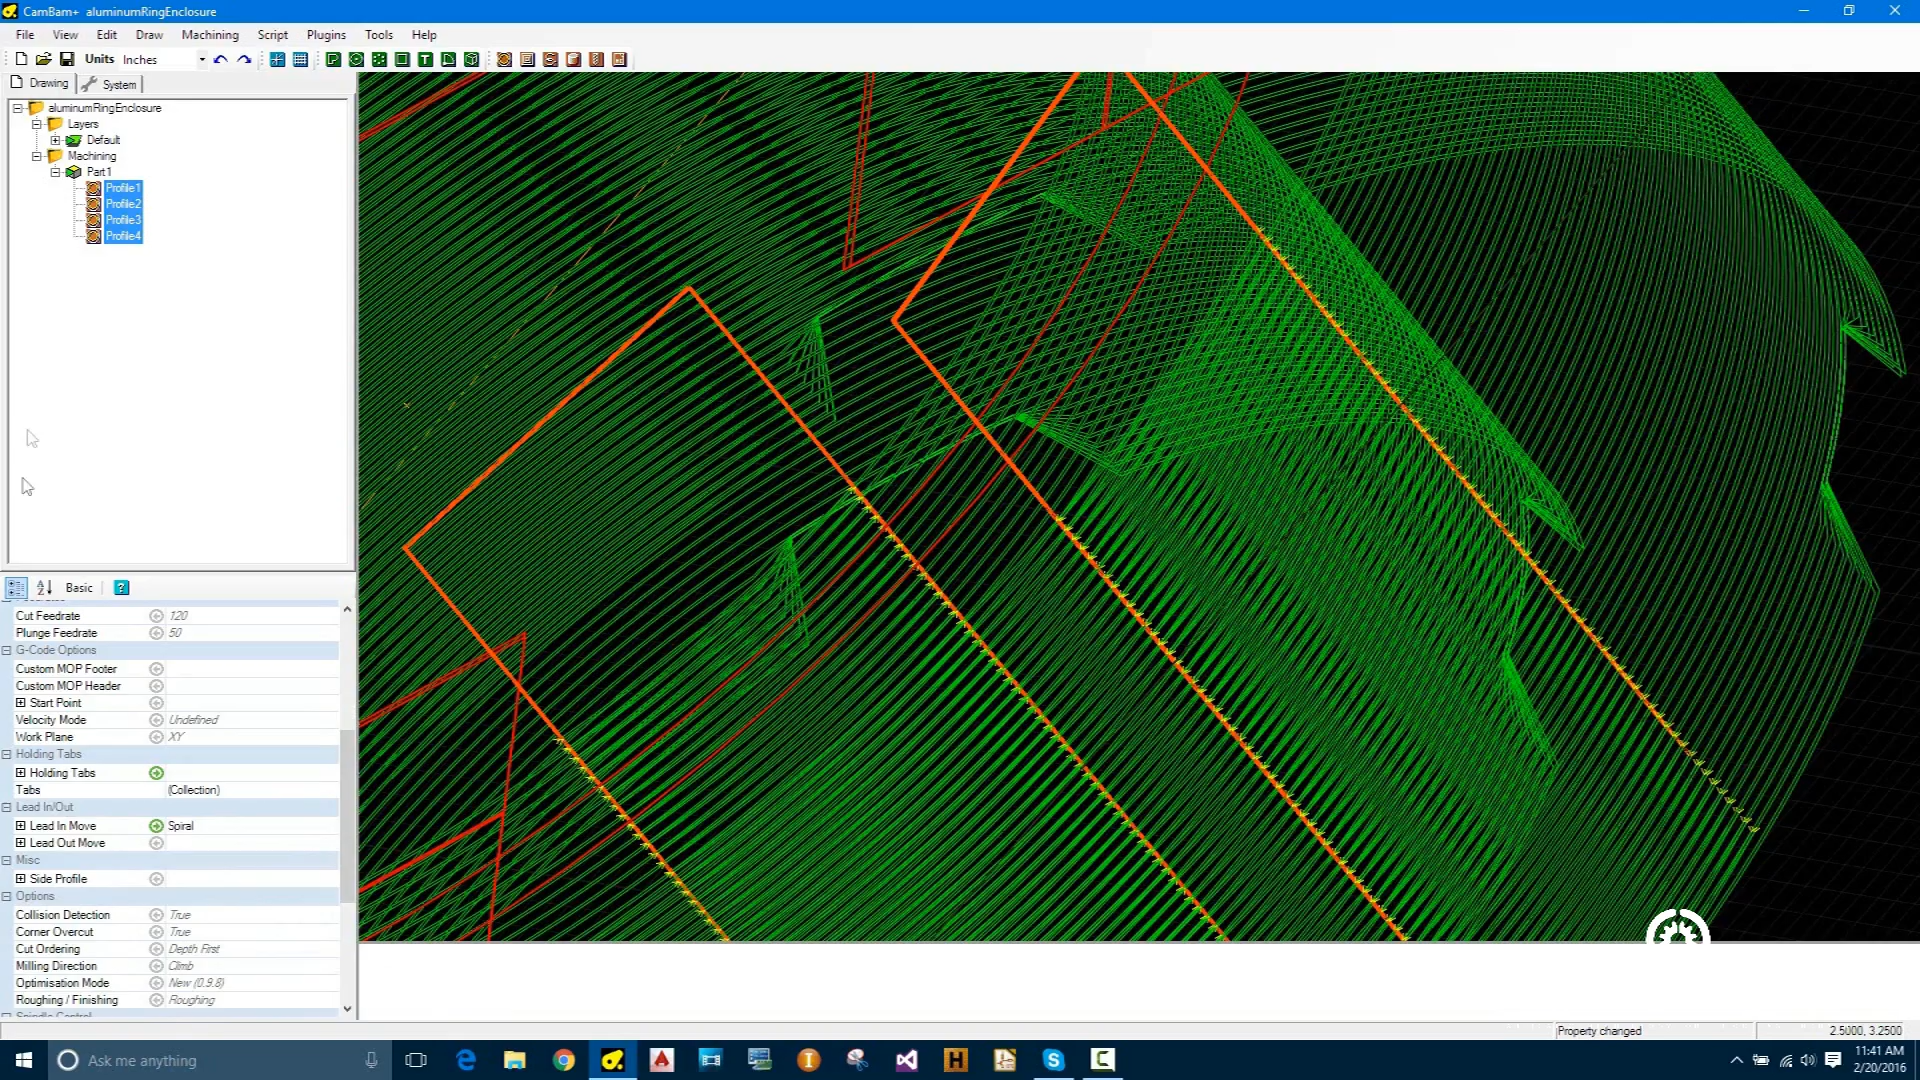 CamBam+ aluminumRingEnclosure
File View Edit Draw Machining Script Plugins Tools Help
Units Inches
Drawing System
aluminumRingEnclosure
Layers
Default
Machining
Part1
Profile1
Profile2
Profile3
Profile4
Basic
Cut Feedrate 120
Plunge Feedrate 50
G-Code Options
Custom MOP Footer
Custom MOP Header
Start Point
Velocity Mode Undefined
Work Plane XY
Holding Tabs
Holding Tabs
Tabs (Collection)
Lead In/Out
Lead In Move Spiral
Lead Out Move
Misc
Side Profile
Options
Collision Detection True
Corner Overcut True
Cut Ordering Depth First
Milling Direction Climb
Optimisation Mode New (0.9.8)
Roughing / Finishing Roughing
Spindle Control
Property changed 2.5000, 3.2500
Ask me anything
11:41 AM
2/20/2016